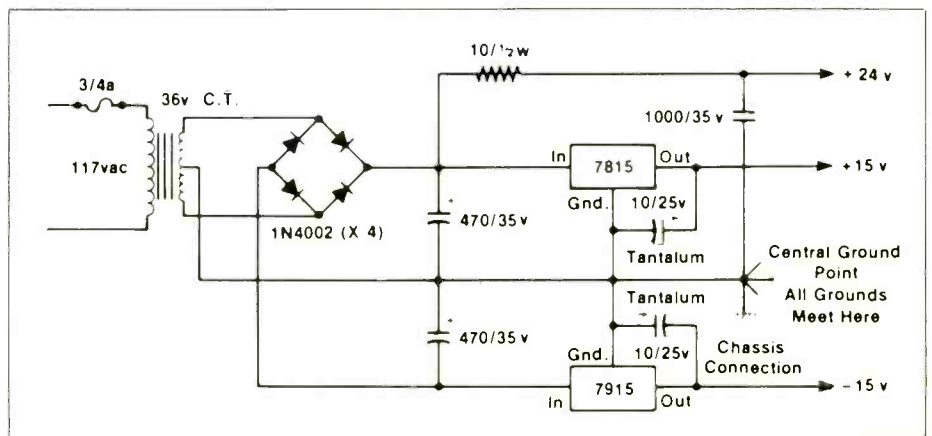 10/½w
+ 24 v
3/4a
36v C.T.
1000/35 v
117vac
In
7815
Out
+15 v
Gnd.
10/25v
+
+
470/35v
1N4002 (X 4)
Tantalum
Central Ground
Point
All Grounds
Meet Here
Tantalum
+
470/35v
Gnd.
10/25v
Chassis
Connection
In
7915
Out
- 15 v